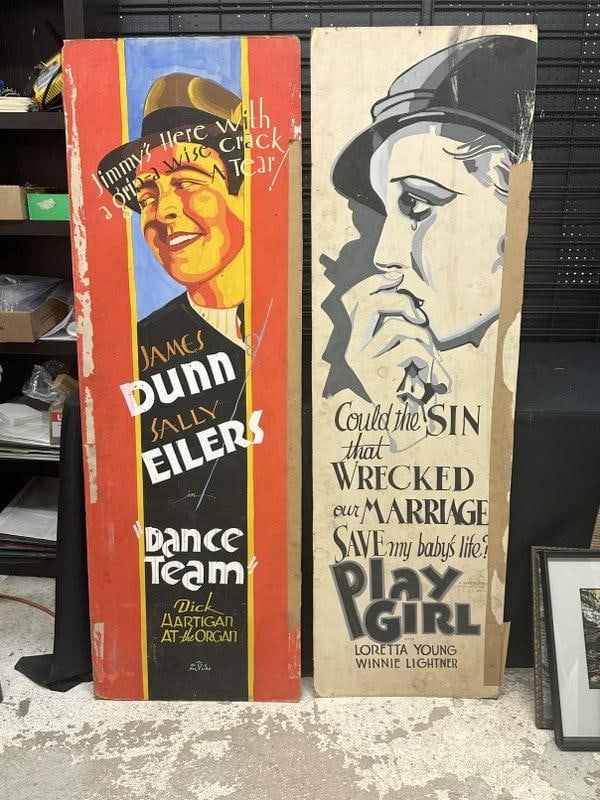 Jimmy's Here with
a grin-a wise crack
A Tear!
JAMES
DUNN
SALLY
EILERS
in
"Dance
Team"
Dick
HARTIGAN
AT the ORGAN
Could the SIN
that
WRECKED
our MARRIAGE
SAVE my baby's life?
Play
GIRL
LORETTA YOUNG
WINNIE LIGHTNER